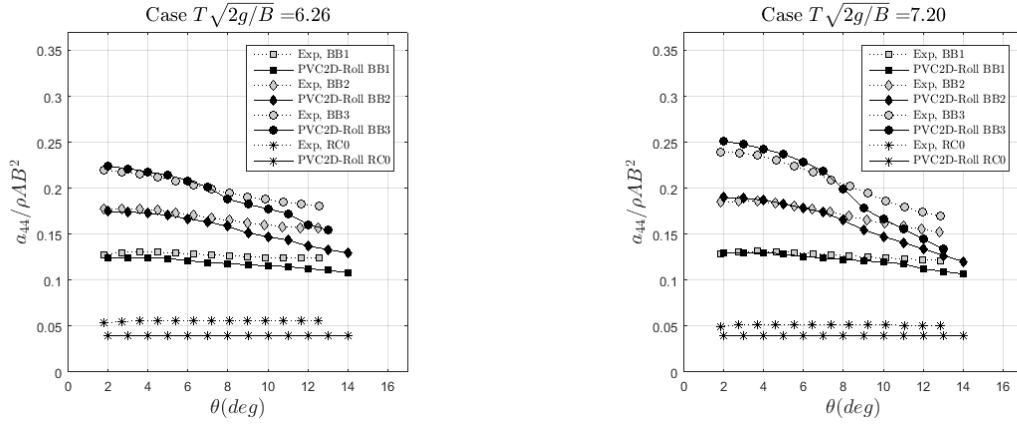 Case $T\sqrt{2g/B}$ =6.26
0.35
0.3
0.25
0.2
0.15
0.1
0.05
0
$a_{44}/\rho AB^2$
Exp, BB1
PVC2D-Roll BB1
Exp, BB2
PVC2D-Roll BB2
Exp, BB3
PVC2D-Roll BB3
Exp, RC0
PVC2D-Roll RC0
0 2 4 6 8 10 12 14 16
θ(deg)
Case $T\sqrt{2g/B}$ =7.20
0.35
0.3
0.25
0.2
0.15
0.1
0.05
0
$a_{44}/\rho AB^2$
Exp, BB1
PVC2D-Roll BB1
Exp, BB2
PVC2D-Roll BB2
Exp, BB3
PVC2D-Roll BB3
Exp, RC0
PVC2D-Roll RC0
0 2 4 6 8 10 12 14 16
θ(deg)